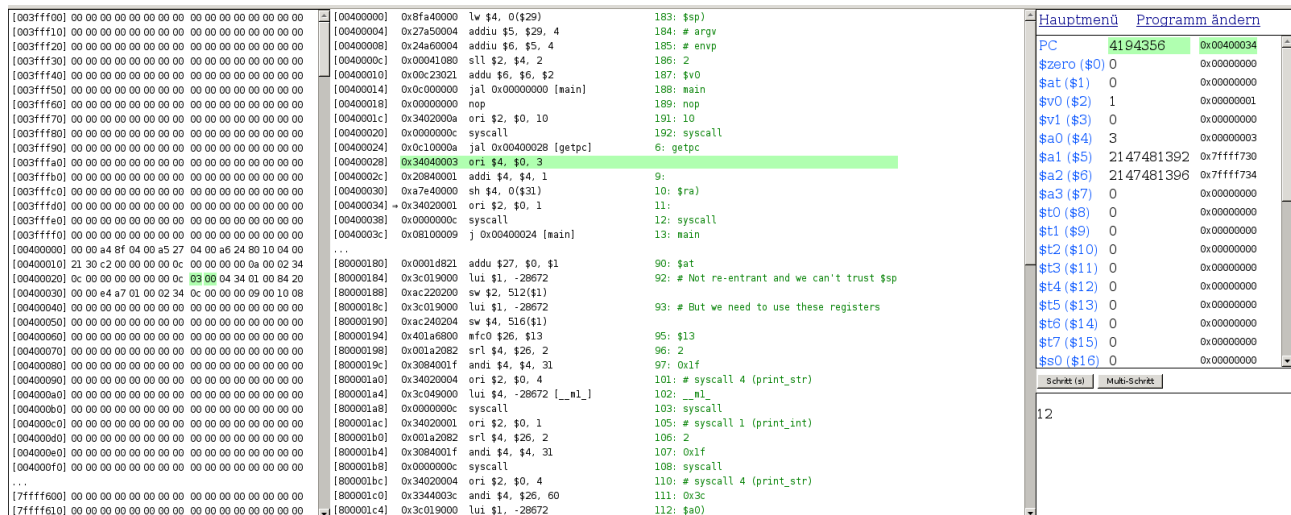 [003fff00] 00 00 00 00 00 00 00 00 00 00 00 00 00 00 00 00
[003fff10] 00 00 00 00 00 00 00 00 00 00 00 00 00 00 00 00
[003fff20] 00 00 00 00 00 00 00 00 00 00 00 00 00 00 00 00
[003fff30] 00 00 00 00 00 00 00 00 00 00 00 00 00 00 00 00
[003fff40] 00 00 00 00 00 00 00 00 00 00 00 00 00 00 00 00
[003fff50] 00 00 00 00 00 00 00 00 00 00 00 00 00 00 00 00
[003fff60] 00 00 00 00 00 00 00 00 00 00 00 00 00 00 00 00
[003fff70] 00 00 00 00 00 00 00 00 00 00 00 00 00 00 00 00
[003fff80] 00 00 00 00 00 00 00 00 00 00 00 00 00 00 00 00
[003fff90] 00 00 00 00 00 00 00 00 00 00 00 00 00 00 00 00
[003fffa0] 00 00 00 00 00 00 00 00 00 00 00 00 00 00 00 00
[003fffb0] 00 00 00 00 00 00 00 00 00 00 00 00 00 00 00 00
[003fffc0] 00 00 00 00 00 00 00 00 00 00 00 00 00 00 00 00
[003fffd0] 00 00 00 00 00 00 00 00 00 00 00 00 00 00 00 00
[003fffe0] 00 00 00 00 00 00 00 00 00 00 00 00 00 00 00 00
[003ffff0] 00 00 00 00 00 00 00 00 00 00 00 00 00 00 00 00
[00400000] 00 00 a4 8f 04 00 a5 27 04 00 a6 24 80 10 04 00
[00400010] 21 30 c2 00 00 00 00 0c 00 00 00 00 0a 00 02 34
[00400020] 0c 00 00 00 00 00 00 0c 03 00 04 34 01 00 84 20
[00400030] 00 00 e4 a7 01 00 02 34 0c 00 00 00 09 00 10 08
[00400040] 00 00 00 00 00 00 00 00 00 00 00 00 00 00 00 00
[00400050] 00 00 00 00 00 00 00 00 00 00 00 00 00 00 00 00
[00400060] 00 00 00 00 00 00 00 00 00 00 00 00 00 00 00 00
[00400070] 00 00 00 00 00 00 00 00 00 00 00 00 00 00 00 00
[00400080] 00 00 00 00 00 00 00 00 00 00 00 00 00 00 00 00
[00400090] 00 00 00 00 00 00 00 00 00 00 00 00 00 00 00 00
[004000a0] 00 00 00 00 00 00 00 00 00 00 00 00 00 00 00 00
[004000b0] 00 00 00 00 00 00 00 00 00 00 00 00 00 00 00 00
[004000c0] 00 00 00 00 00 00 00 00 00 00 00 00 00 00 00 00
[004000d0] 00 00 00 00 00 00 00 00 00 00 00 00 00 00 00 00
[004000e0] 00 00 00 00 00 00 00 00 00 00 00 00 00 00 00 00
[004000f0] 00 00 00 00 00 00 00 00 00 00 00 00 00 00 00 00
...
[7ffff600] 00 00 00 00 00 00 00 00 00 00 00 00 00 00 00 00
[7ffff610] 00 00 00 00 00 00 00 00 00 00 00 00 00 00 00 00
[00400000] 0x8fa40000 lw $4, 0($29) 183: $sp)
[00400004] 0x27a50004 addiu $5, $29, 4 184: # argv
[00400008] 0x24a60004 addiu $6, $5, 4 185: # envp
[0040000c] 0x00041080 sll $2, $4, 2 186: 2
[00400010] 0x00c23021 addu $6, $6, $2 187: $v0
[00400014] 0x0c000000 jal 0x00000000 [main] 188: main
[00400018] 0x00000000 nop 189: nop
[0040001c] 0x3402000a ori $2, $0, 10 191: 10
[00400020] 0x0000000c syscall 192: syscall
[00400024] 0x0c10000a jal 0x00400028 [getpc] 6: getpc
[00400028] 0x34040003 ori $4, $0, 3
[0040002c] 0x20840001 addi $4, $4, 1 9:
[00400030] 0xa7e40000 sh $4, 0($31) 10: $ra)
[00400034] → 0x34020001 ori $2, $0, 1 11:
[00400038] 0x0000000c syscall 12: syscall
[0040003c] 0x08100009 j 0x00400024 [main] 13: main
...
[80000180] 0x0001d821 addu $27, $0, $1 90: $at
[80000184] 0x3c019000 lui $1, -28672 92: # Not re-entrant and we can't trust $sp
[80000188] 0xac220200 sw $2, 512($1)
[8000018c] 0x3c019000 lui $1, -28672 93: # But we need to use these registers
[80000190] 0xac240204 sw $4, 516($1)
[80000194] 0x401a6800 mfc0 $26, $13 95: $13
[80000198] 0x001a2082 srl $4, $26, 2 96: 2
[8000019c] 0x3084001f andi $4, $4, 31 97: 0x1f
[800001a0] 0x34020004 ori $2, $0, 4 101: # syscall 4 (print_str)
[800001a4] 0x3c049000 lui $4, -28672 [__m1_] 102: __m1_
[800001a8] 0x0000000c syscall 103: syscall
[800001ac] 0x34020001 ori $2, $0, 1 105: # syscall 1 (print_int)
[800001b0] 0x001a2082 srl $4, $26, 2 106: 2
[800001b4] 0x3084001f andi $4, $4, 31 107: 0x1f
[800001b8] 0x0000000c syscall 108: syscall
[800001bc] 0x34020004 ori $2, $0, 4 110: # syscall 4 (print_str)
[800001c0] 0x3344003c andi $4, $26, 60 111: 0x3c
[800001c4] 0x3c019000 lui $1, -28672 112: $a0)
Hauptmenü Programm ändern
PC 4194356 0x00400034
$zero ($0) 0 0x00000000
$at ($1) 0 0x00000000
$v0 ($2) 1 0x00000001
$v1 ($3) 0 0x00000000
$a0 ($4) 3 0x00000003
$a1 ($5) 2147481392 0x7ffff730
$a2 ($6) 2147481396 0x7ffff734
$a3 ($7) 0 0x00000000
$t0 ($8) 0 0x00000000
$t1 ($9) 0 0x00000000
$t2 ($10) 0 0x00000000
$t3 ($11) 0 0x00000000
$t4 ($12) 0 0x00000000
$t5 ($13) 0 0x00000000
$t6 ($14) 0 0x00000000
$t7 ($15) 0 0x00000000
$s0 ($16) 0 0x00000000
Schritt (s) Multi-Schritt
12